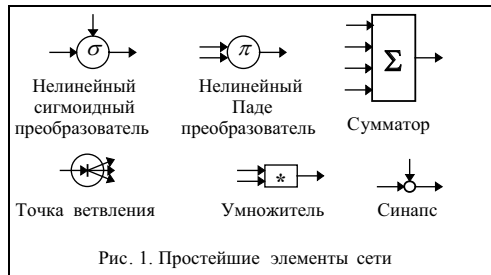 σ
π
Σ
Нелинейный
сигмоидный
преобразователь
Нелинейный
Паде
преобразователь
Сумматор
*
Точка ветвления
Умножитель
Синапс
Рис. 1. Простейшие элементы сети